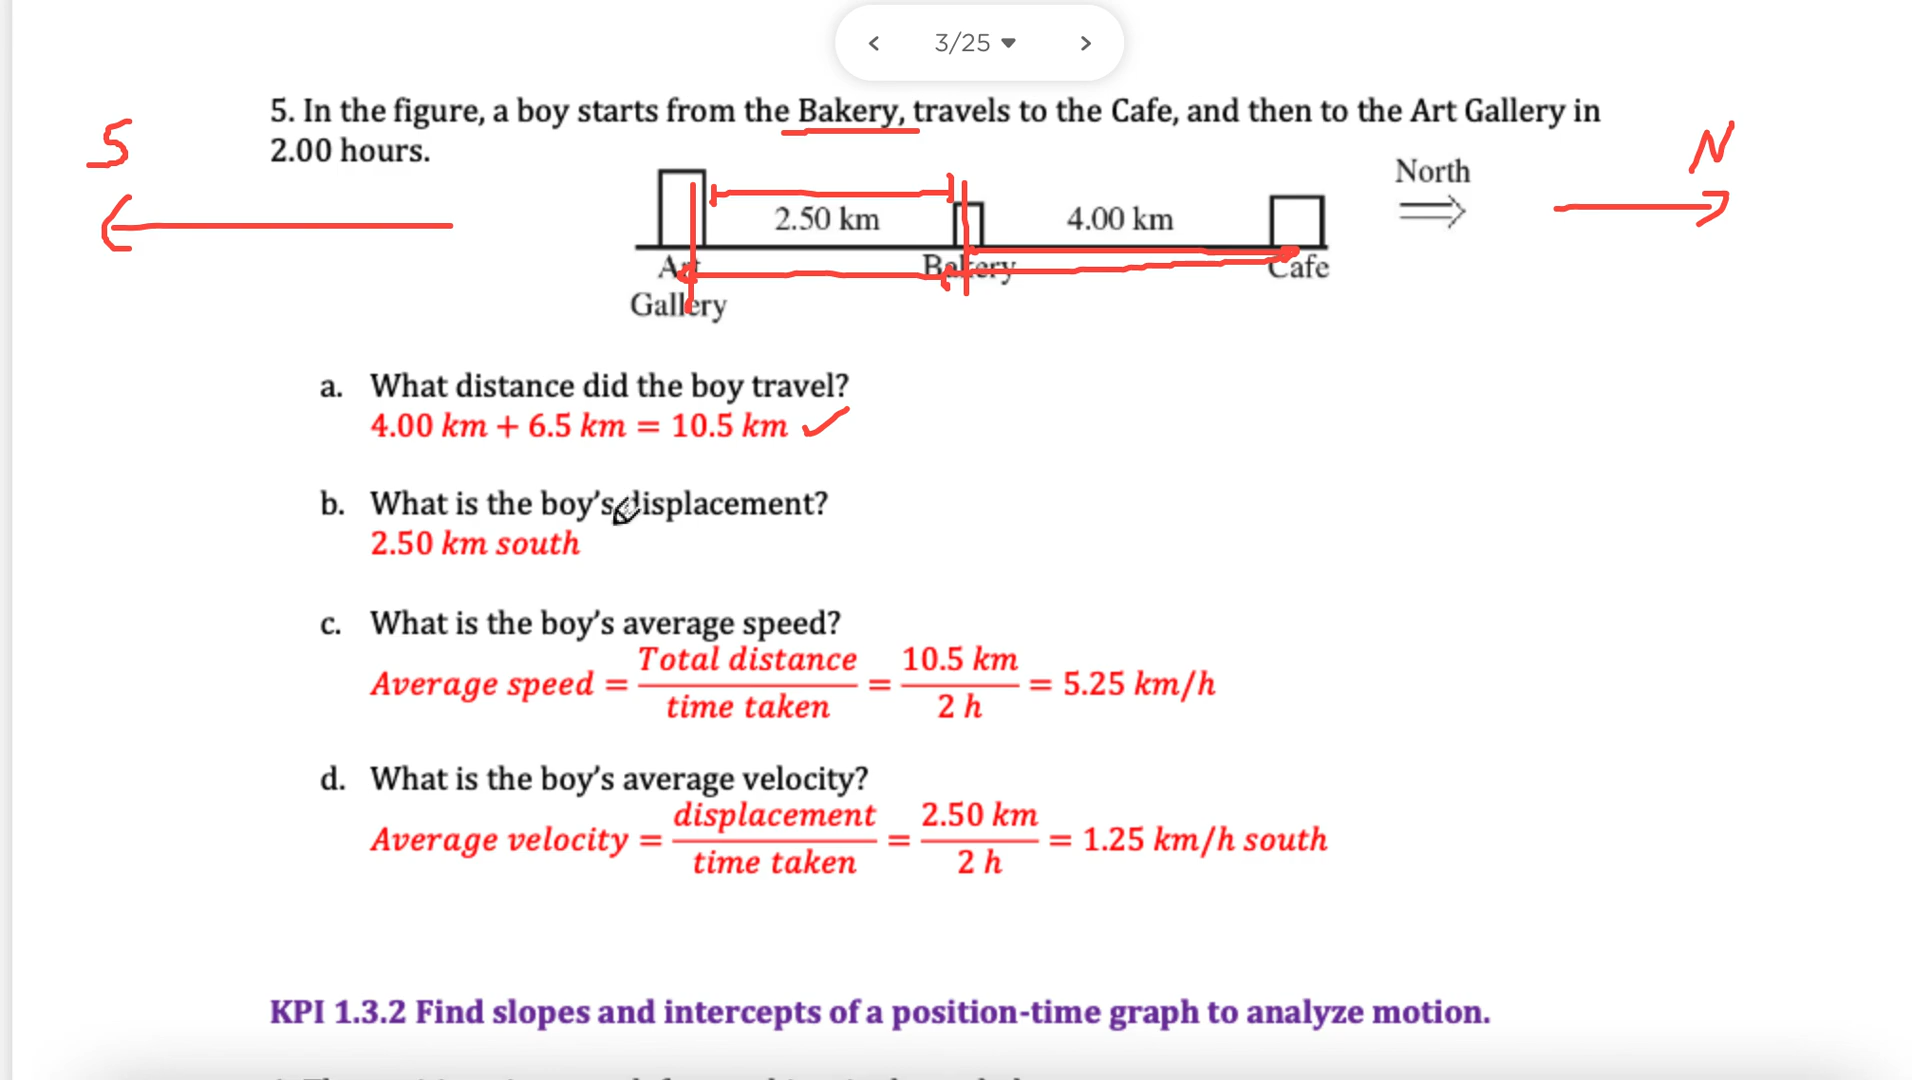 3/25
5. In the figure, a boy starts from the Bakery, travels to the Cafe, and then to the Art Gallery in
2.00 hours.
S
N
North
2.50 km
4.00 km
Art
Gallery
Bakery
Cafe
a. What distance did the boy travel?
4.00 km + 6.5 km = 10.5 km ✓
b. What is the boy's displacement?
2.50 km south
c. What is the boy's average speed?
Average speed = Total distance / time taken = 10.5 km / 2 h = 5.25 km/h
d. What is the boy's average velocity?
Average velocity = displacement / time taken = 2.50 km / 2 h = 1.25 km/h south
KPI 1.3.2 Find slopes and intercepts of a position-time graph to analyze motion.